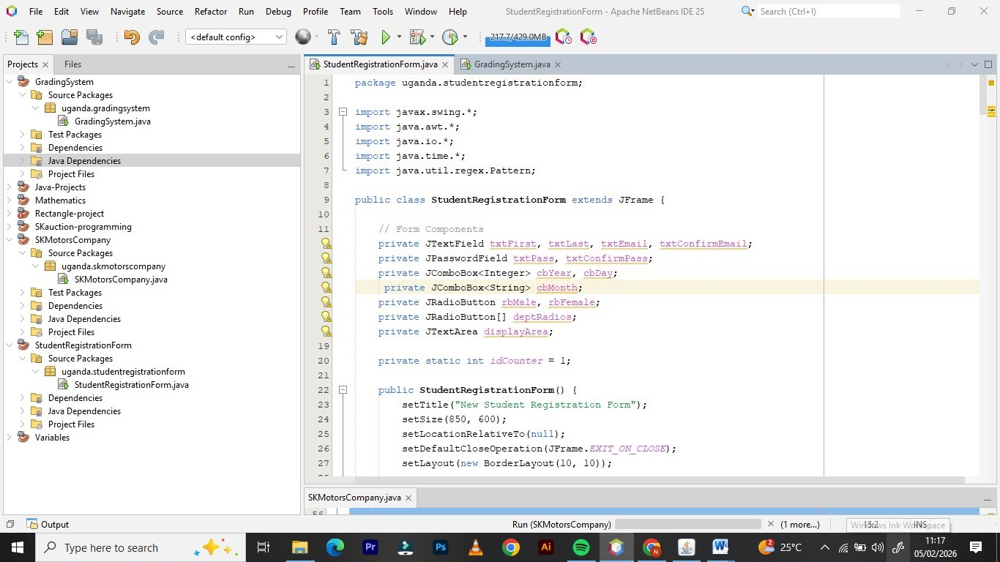 File Edit View Navigate Source Refactor Run Debug Profile Team Tools Window Help StudentRegistrationForm - Apache NetBeans IDE 25 Search (Ctrl+I)
<default config> 217.7/429.0MB
Projects Files
GradingSystem
Source Packages
uganda.gradingsystem
GradingSystem.java
Test Packages
Dependencies
Java Dependencies
Project Files
Java-Projects
Mathematics
Rectangle-project
SKauction-programming
SKMotorsCompany
Source Packages
uganda.skmotorscompany
SKMotorsCompany.java
Test Packages
Dependencies
Java Dependencies
Project Files
StudentRegistrationForm
Source Packages
uganda.studentregistrationform
StudentRegistrationForm.java
Dependencies
Java Dependencies
Project Files
Variables
StudentRegistrationForm.java GradingSystem.java
1 package uganda.studentregistrationform;
2
3 import javax.swing.*;
4 import java.awt.*;
5 import java.io.*;
6 import java.time.*;
7 import java.util.regex.Pattern;
8
9 public class StudentRegistrationForm extends JFrame {
10
11 // Form Components
private JTextField txtFirst, txtLast, txtEmail, txtConfirmEmail;
private JPasswordField txtPass, txtConfirmPass;
private JComboBox<Integer> cbYear, cbDay;
private JComboBox<String> cbMonth;
private JRadioButton rbMale, rbFemale;
private JRadioButton[] deptRadios;
private JTextArea displayArea;
19
20 private static int idCounter = 1;
21
22 public StudentRegistrationForm() {
23 setTitle("New Student Registration Form");
24 setSize(850, 600);
25 setLocationRelativeTo(null);
26 setDefaultCloseOperation(JFrame.EXIT_ON_CLOSE);
27 setLayout(new BorderLayout(10, 10));
SKMotorsCompany.java
Output Run (SKMotorsCompany) (1 more...) 15:2 INS
Windows Ink Workspace
Type here to search Pr Ps Ai N W 2 25°C 11:17
05/02/2026